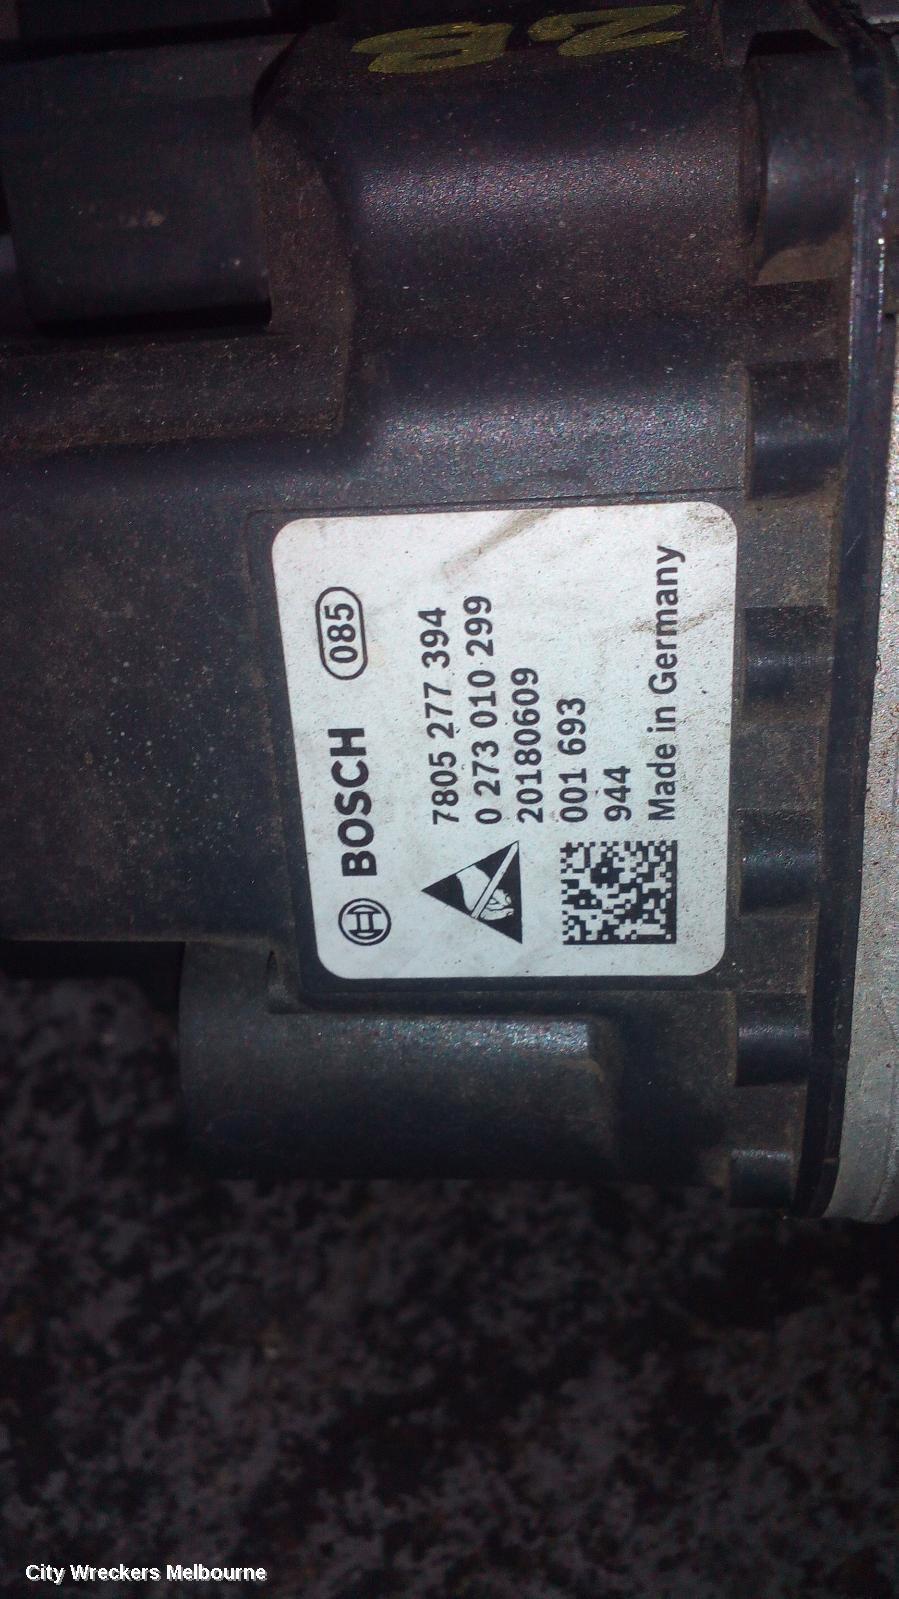 28
BOSCH 085
7805 277 394
0 273 010 299
20180609
001 693
944
Made in Germany
City Wreckers Melbourne